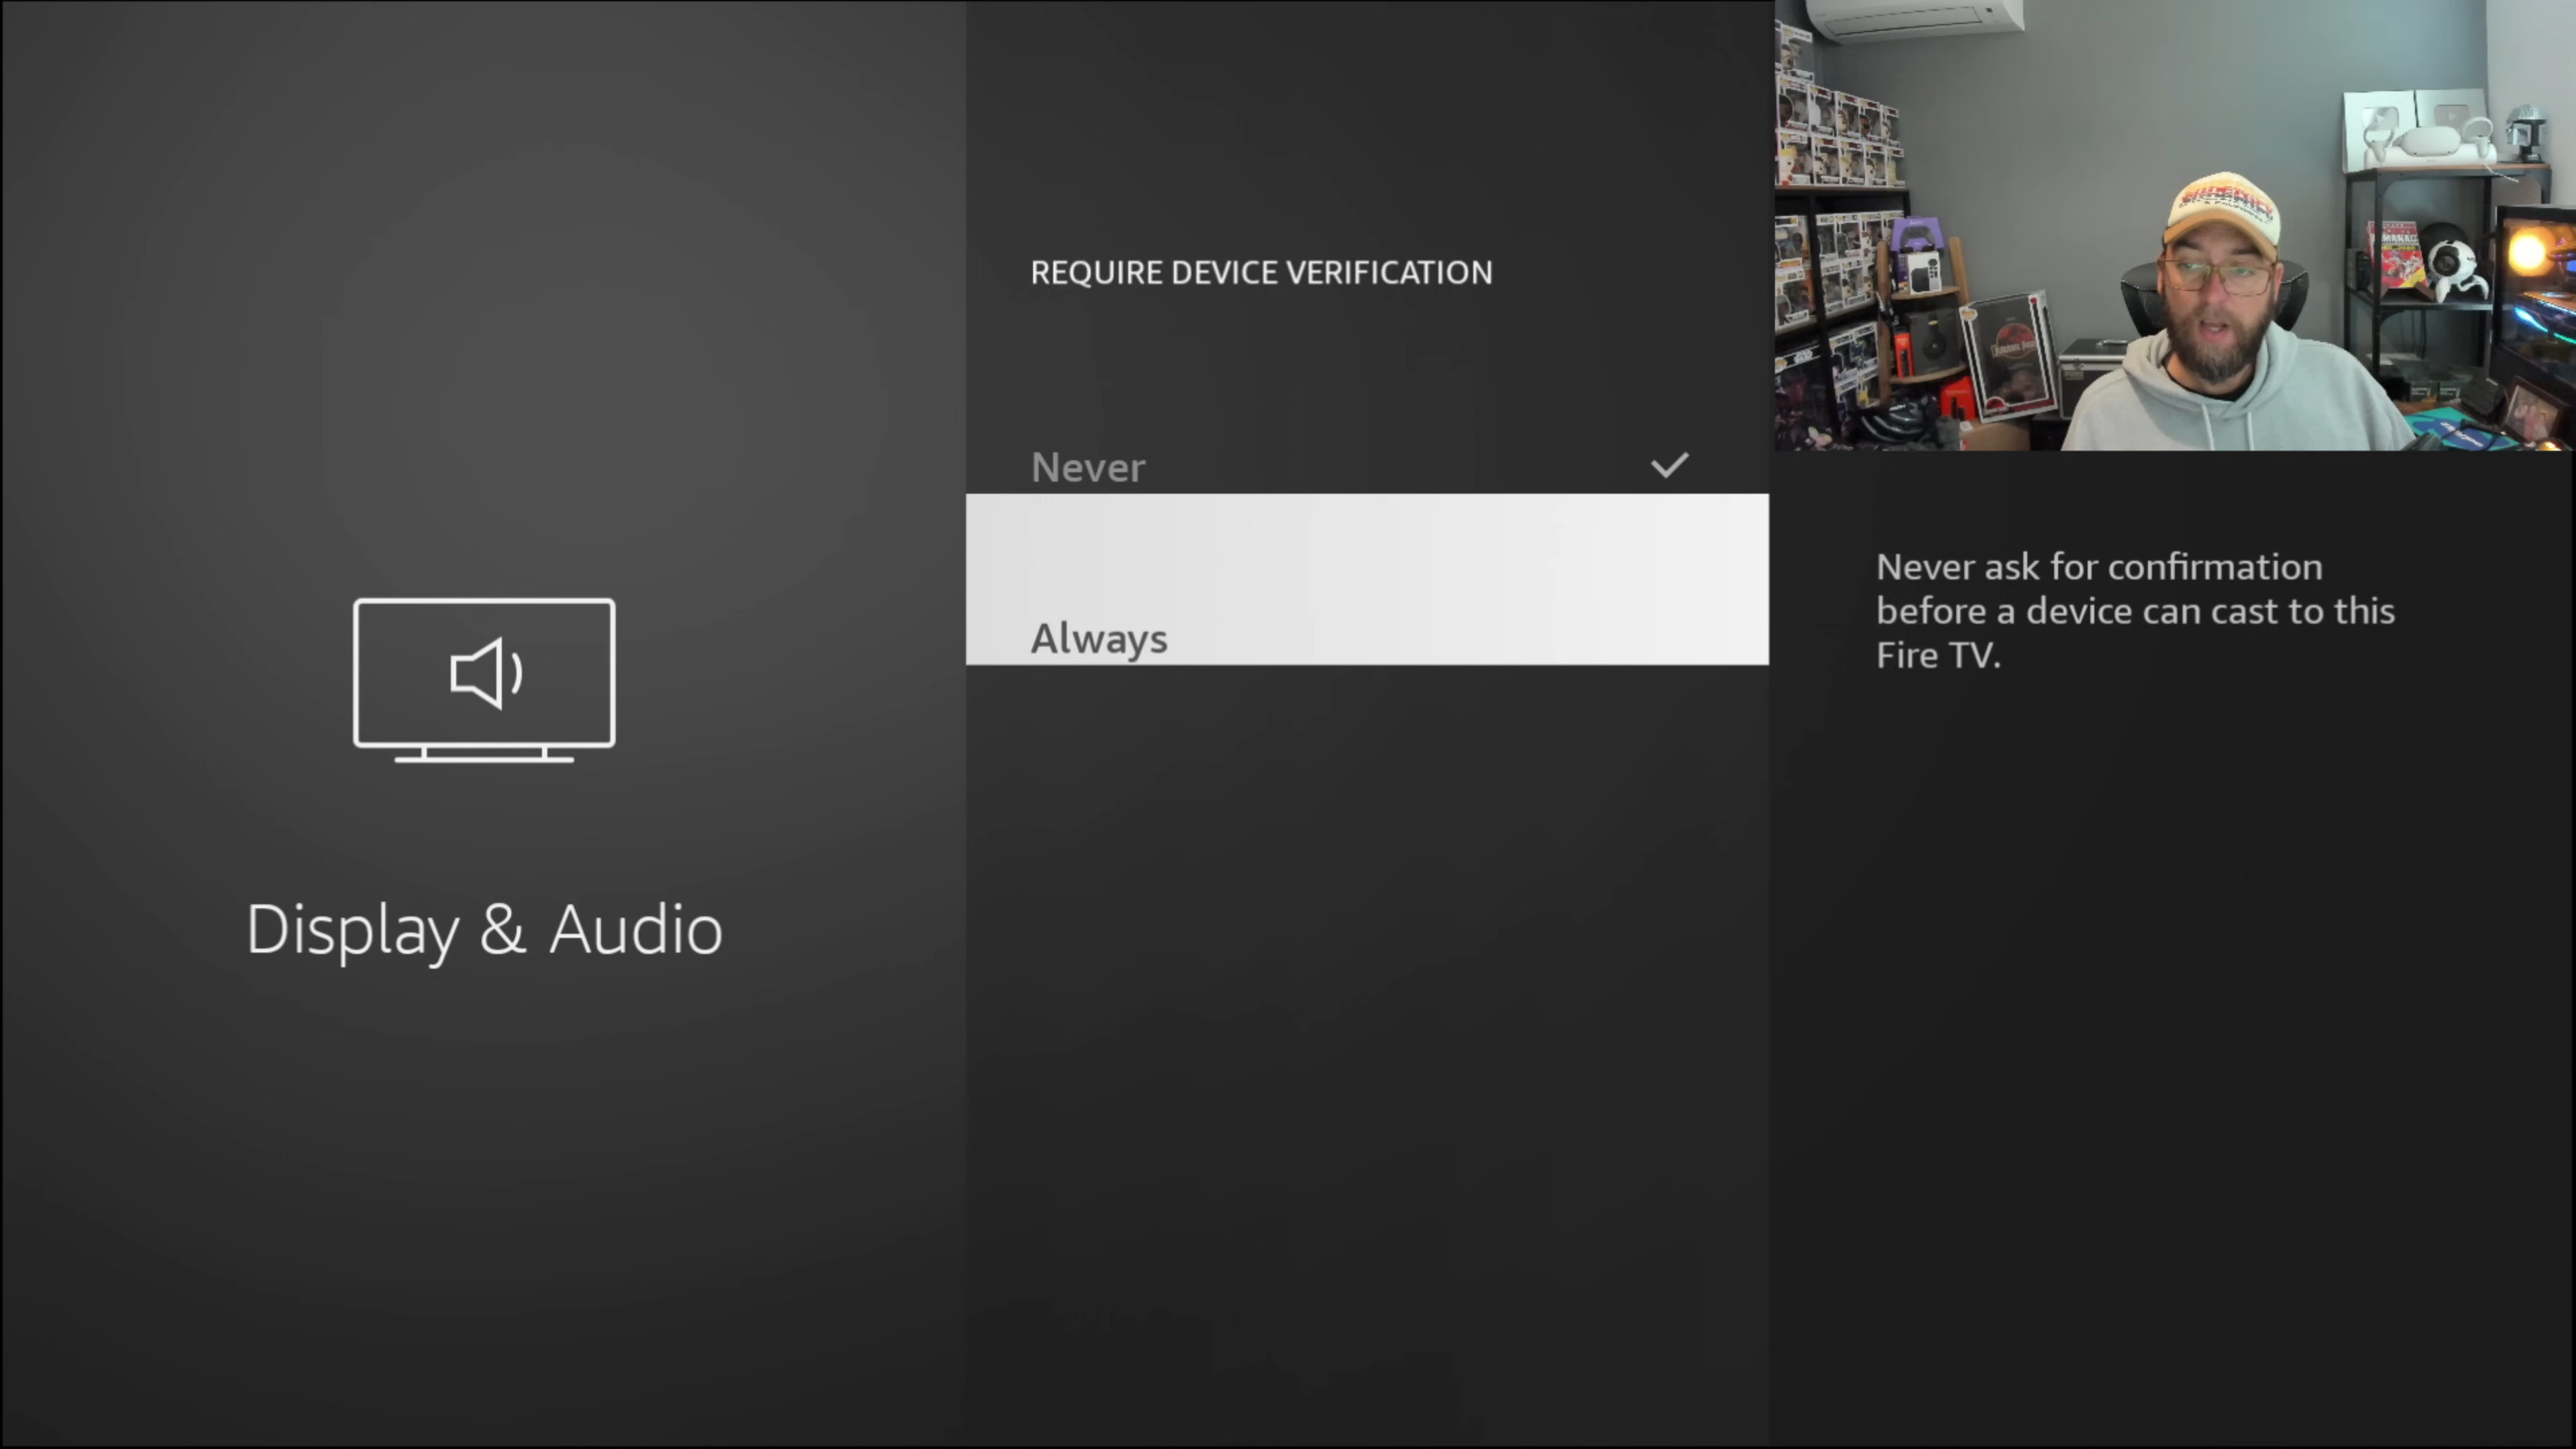 REQUIRE DEVICE VERIFICATION
Never
Always
Display & Audio
Never ask for confirmation
before a device can cast to this
Fire TV.